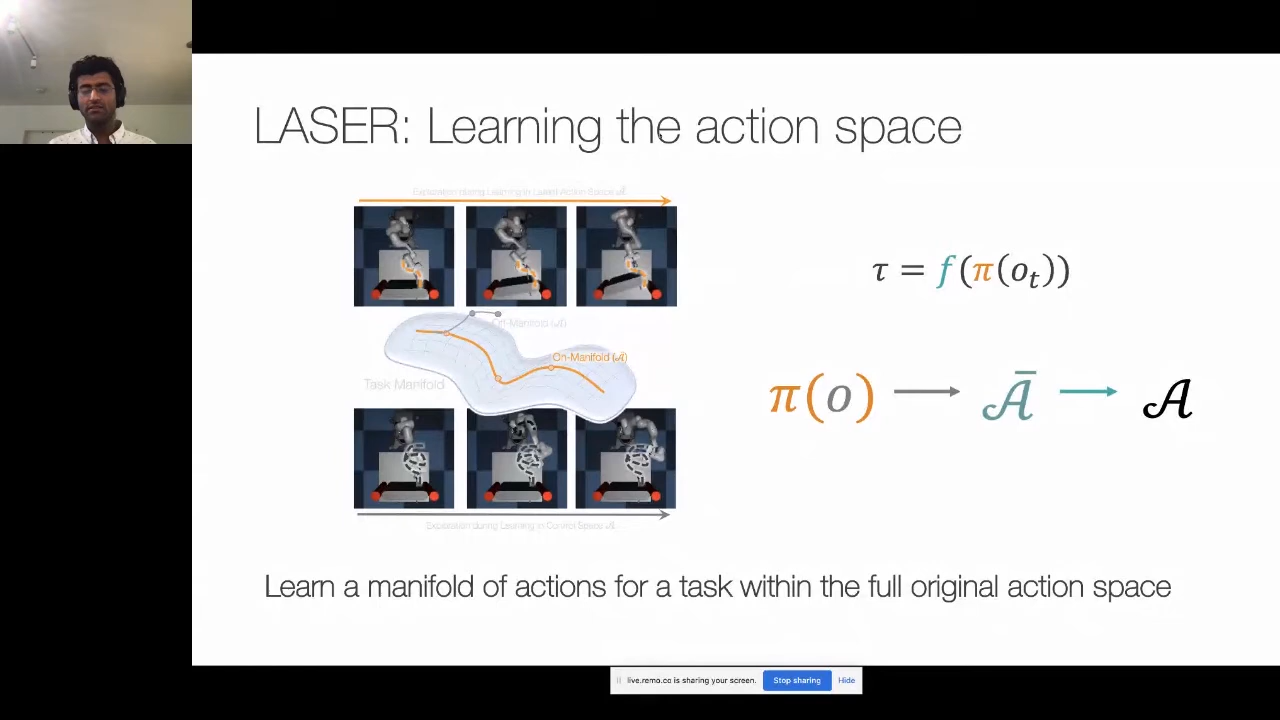 LASER: Learning the action space
Exploration during Learning in Latent Action Space 𝒜̄
τ = f(π(oₜ))
Off-Manifold (𝒜)
On-Manifold (𝒜̄)
Task Manifold
π(o) → 𝒜̄ → 𝒜
Exploration during Learning in Control Space 𝒜
Learn a manifold of actions for a task within the full original action space
live.remo.co is sharing your screen. Stop sharing Hide